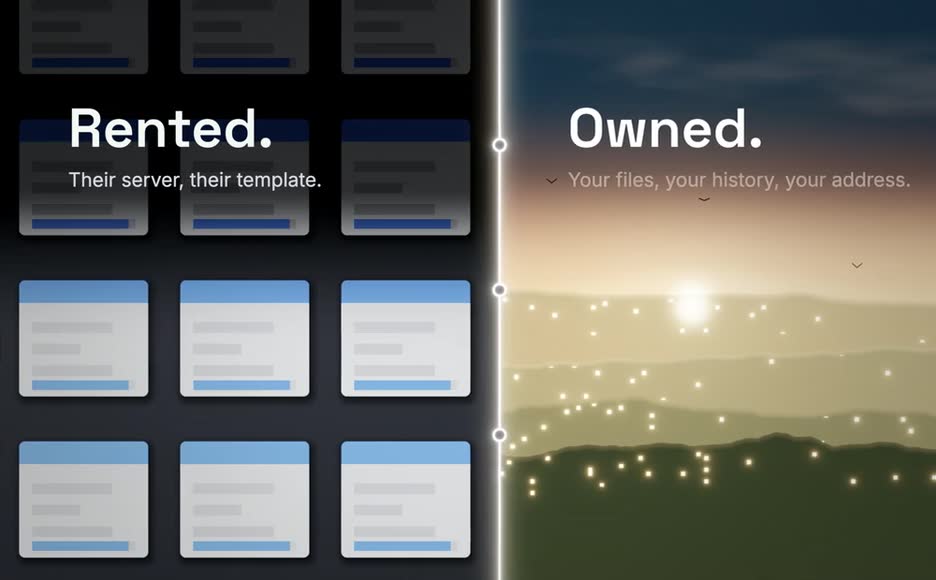 Rented.
Their server, their template.
Owned.
Your files, your history, your address.